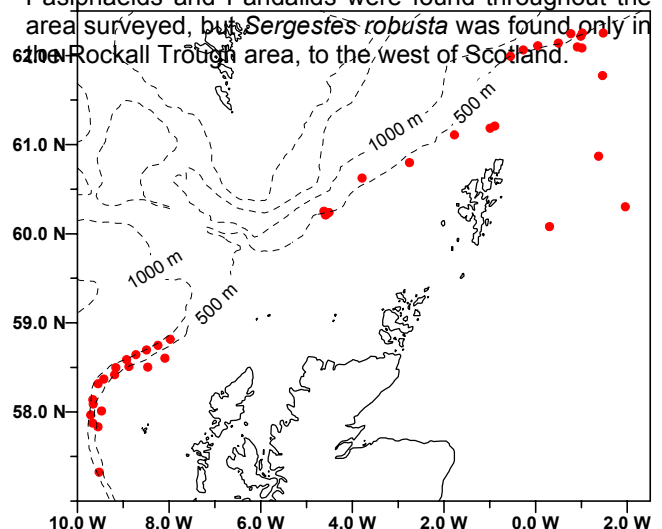 Pasiphaeids and Pandalids were found throughout the
area surveyed, but Sergestes robusta was found only in
the Rockall Trough area, to the west of Scotland.
62.0 N
61.0 N
60.0 N
59.0 N
58.0 N
1000 m
500 m
1000 m
500 m
10.0 W 8.0 W 6.0 W 4.0 W 2.0 W 0.0 W 2.0 W